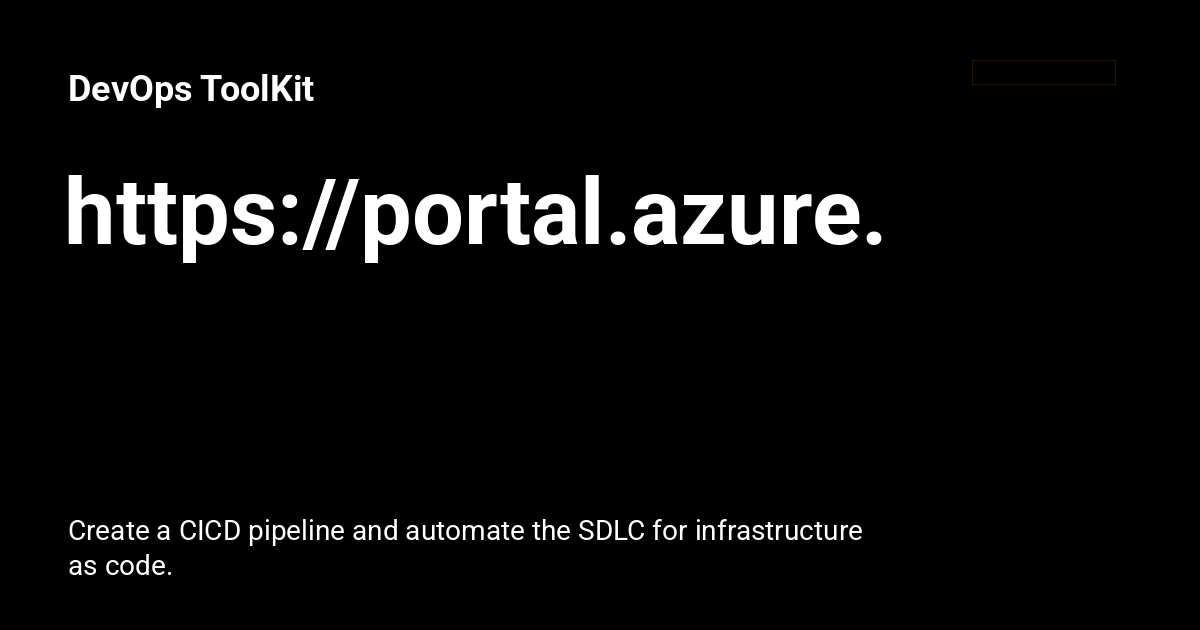 DevOps ToolKit
https://portal.azure.
Create a CICD pipeline and automate the SDLC for infrastructure
as code.